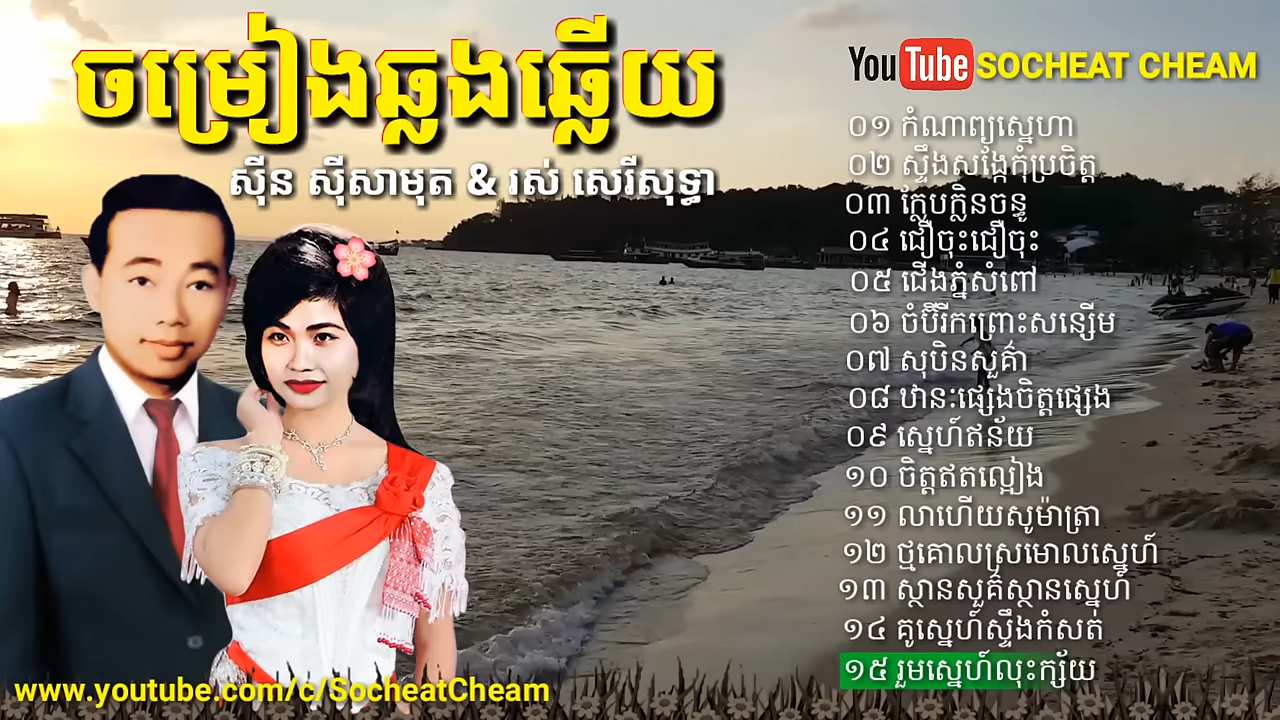 ចម្រៀងឆ្លងឆ្លើយ
ស៊ីន ស៊ីសាមុត & រស់ សេរីសុទ្ធា
YouTube SOCHEAT CHEAM
០១ កំណាព្យស្នេហា
០២ ស្ទឹងសង្កែកុំប្រចិត្ត
០៣ ក្លែបក្លិនចន្ធូ
០៤ ជឿចុះជឿចុះ
០៥ ជើងភ្នំសំពៅ
០៦ ចំប៊ីរីកព្រោះសន្សើម
០៧ សុបិនសួគ៌ា
០៨ ឋានៈផ្សេងចិត្តផ្សេង
០៩ ស្នេហ៍ឥន័យ
១០ ចិត្តឥតល្អៀង
១១ លាហើយសូម៉ាត្រា
១២ ថ្មគោលស្រមោលស្នេហ៍
១៣ ស្ថានសួគ៌ស្ថានស្នេហ៍
១៤ គូស្នេហ៍ស្ទឹងកំសត់
១៥ រួមស្នេហ៍លុះក្ស័យ
www.youtube.com/c/SocheatCheam